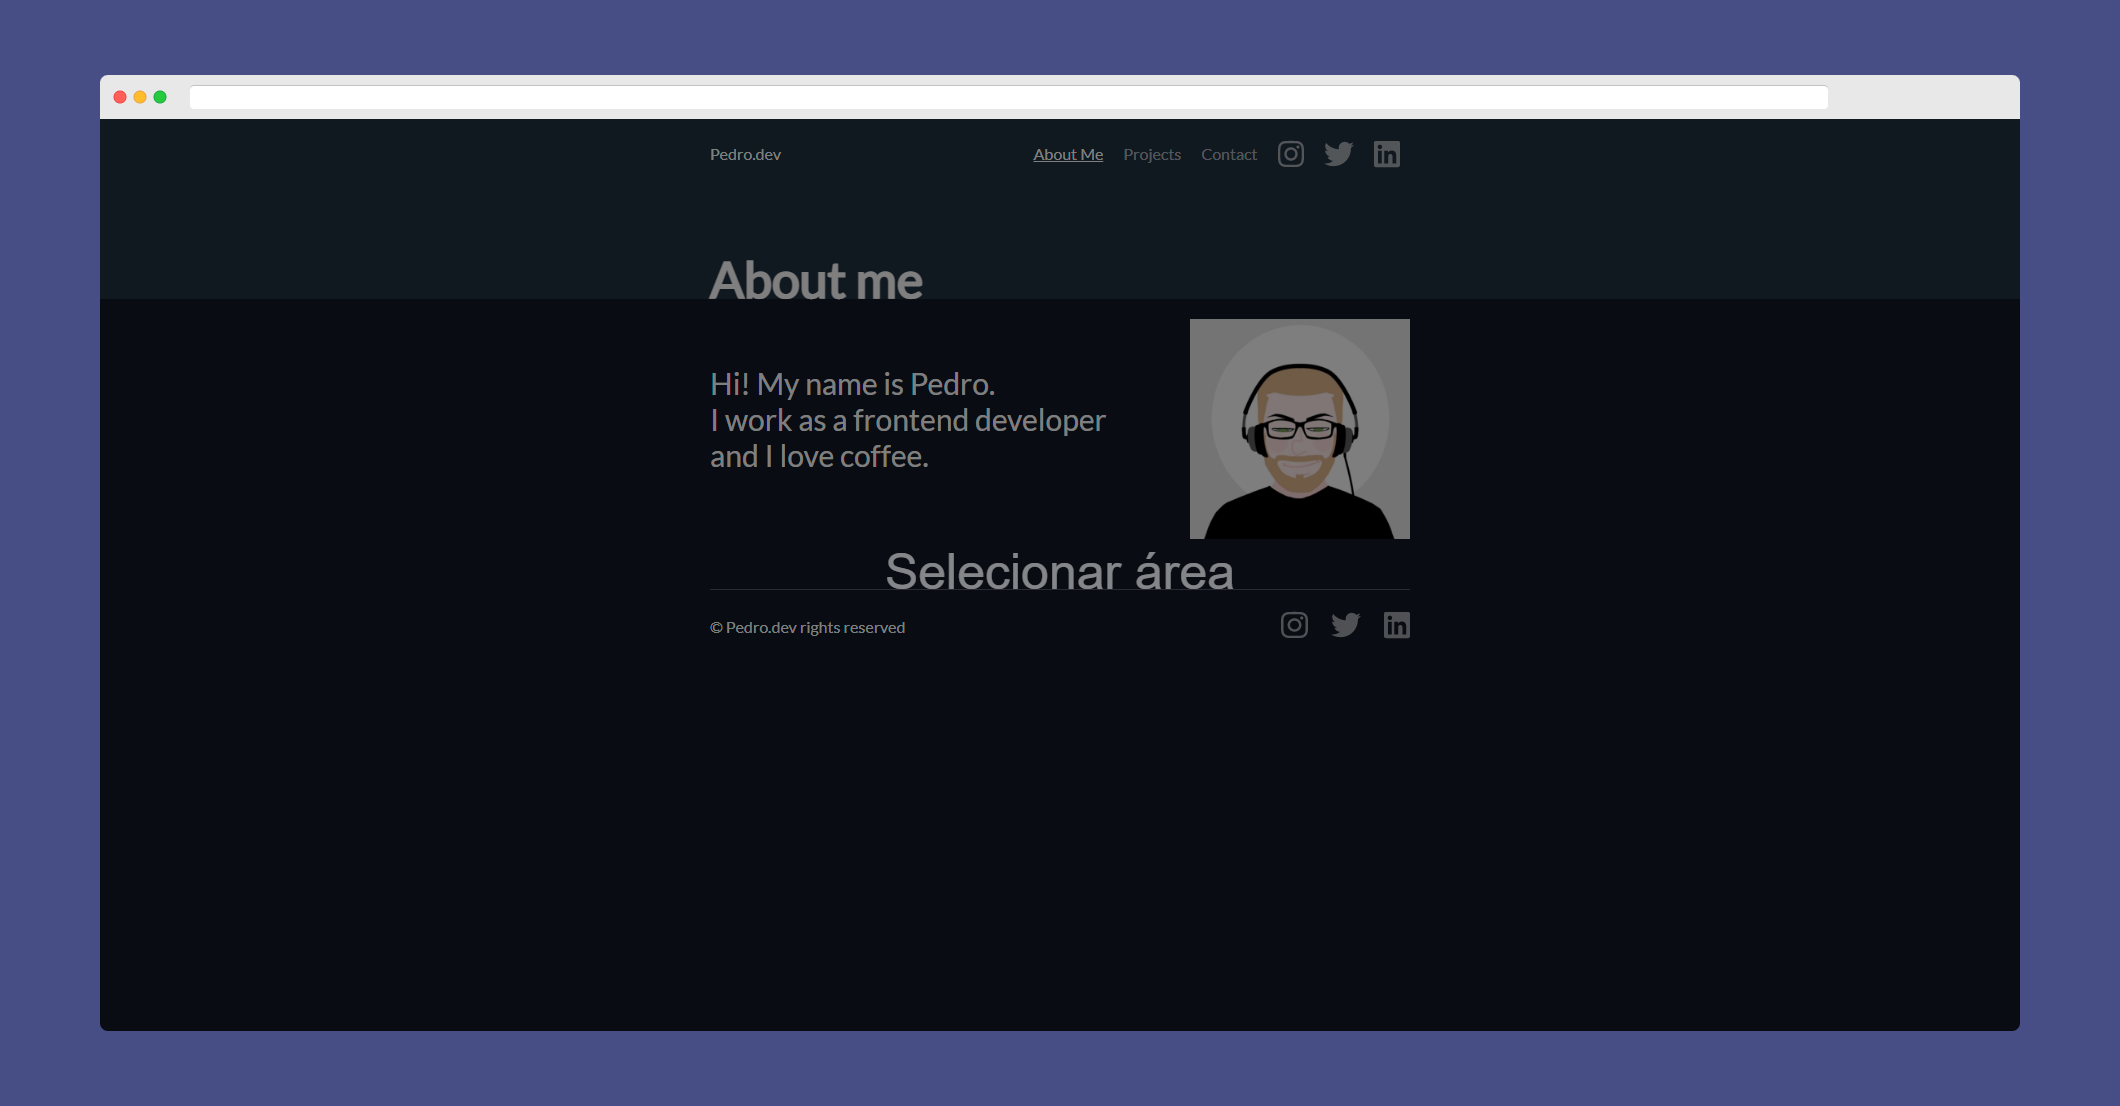 Pedro.dev
About Me Projects Contact
About me
Hi! My name is Pedro.
I work as a frontend developer
and I love coffee.
Selecionar área
© Pedro.dev rights reserved